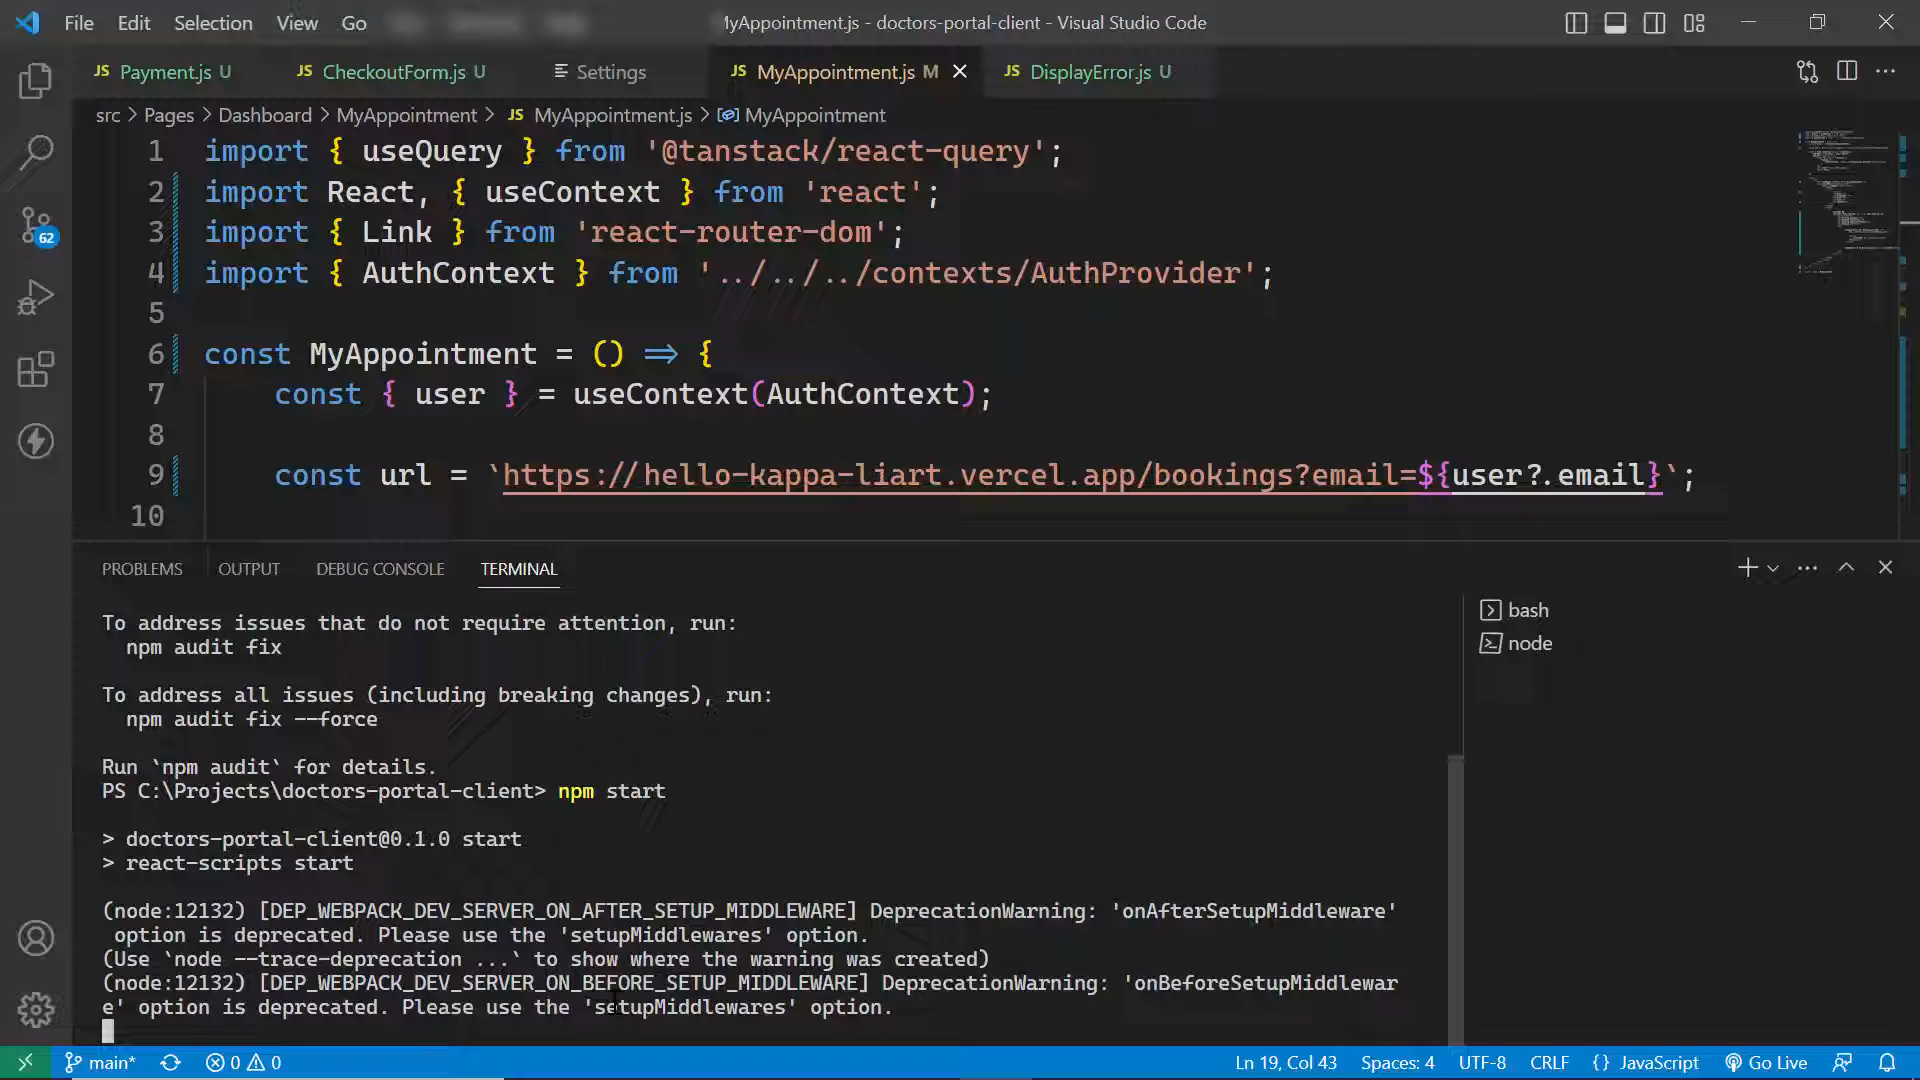 File Edit Selection View Go
MyAppointment.js - doctors-portal-client - Visual Studio Code
JS Payment.js U
JS CheckoutForm.js U
Settings
JS MyAppointment.js M
JS DisplayError.js U
src > Pages > Dashboard > MyAppointment > JS MyAppointment.js > MyAppointment
1 import { useQuery } from '@tanstack/react-query';
2 import React, { useContext } from 'react';
3 import { Link } from 'react-router-dom';
4 import { AuthContext } from '../../../contexts/AuthProvider';
5
6 const MyAppointment = () => {
7 const { user } = useContext(AuthContext);
8
9 const url = `https://hello-kappa-liart.vercel.app/bookings?email=${user?.email}`;
10
62
PROBLEMS OUTPUT DEBUG CONSOLE TERMINAL
To address issues that do not require attention, run:
npm audit fix
To address all issues (including breaking changes), run:
npm audit fix --force
Run `npm audit` for details.
PS C:\Projects\doctors-portal-client> npm start
> doctors-portal-client@0.1.0 start
> react-scripts start
(node:12132) [DEP_WEBPACK_DEV_SERVER_ON_AFTER_SETUP_MIDDLEWARE] DeprecationWarning: 'onAfterSetupMiddleware'
option is deprecated. Please use the 'setupMiddlewares' option.
(Use `node --trace-deprecation ...` to show where the warning was created)
(node:12132) [DEP_WEBPACK_DEV_SERVER_ON_BEFORE_SETUP_MIDDLEWARE] DeprecationWarning: 'onBeforeSetupMiddlewar
e' option is deprecated. Please use the 'setupMiddlewares' option.
bash
node
main* 0 0
Ln 19, Col 43 Spaces: 4 UTF-8 CRLF {} JavaScript Go Live